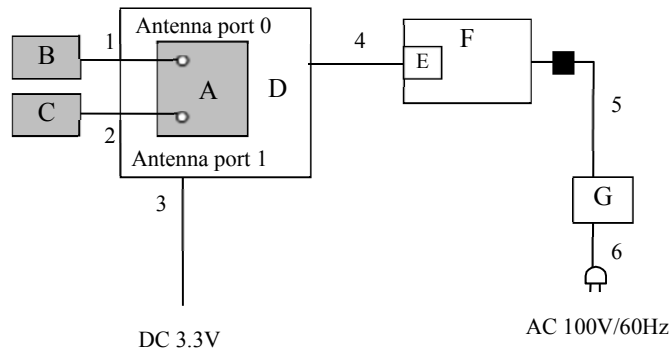 Antenna port 0
1
B
4
F
E
A
D
C
2
5
Antenna port 1
3
G
6
DC 3.3V
AC 100V/60Hz